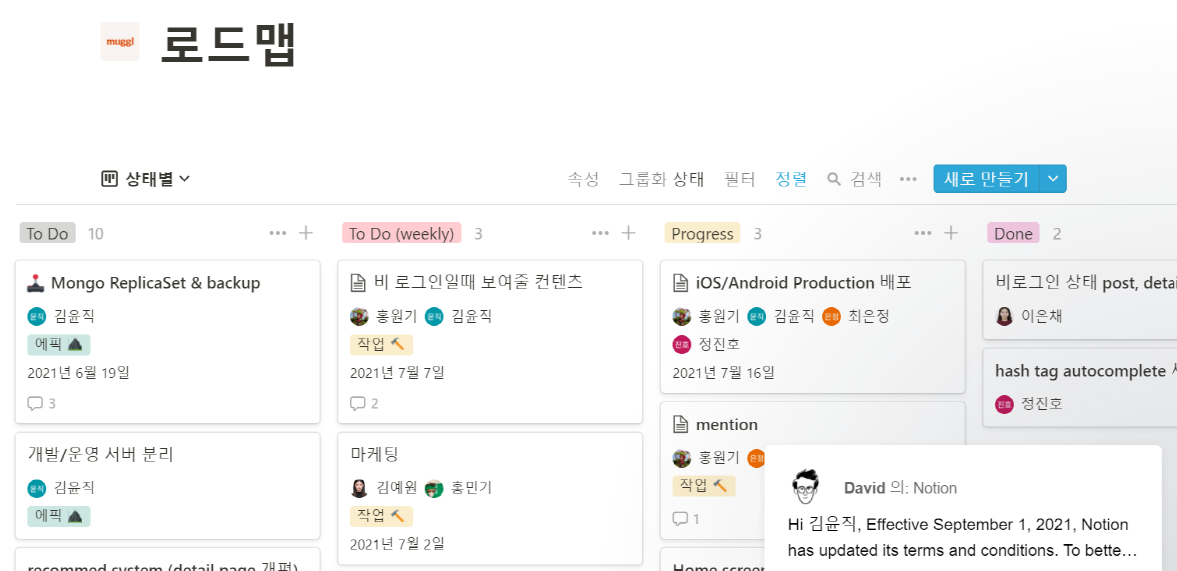 muggl
로드맵
상태별
속성 그룹화 상태 필터 정렬 검색 ••• 새로 만들기
To Do 10 •••
To Do (weekly) 3 •••
Progress 3 •••
Done 2
Mongo ReplicaSet & backup
윤직 김윤직
에픽
2021년 6월 19일
3
개발/운영 서버 분리
윤직 김윤직
에픽
recommed system (detail page 개편)
비 로그인일때 보여줄 컨텐츠
홍원기 윤직 김윤직
작업
2021년 7월 7일
2
마케팅
김예원 홍민기
작업
2021년 7월 2일
iOS/Android Production 배포
홍원기 윤직 김윤직 은정 최은정
진호 정진호
2021년 7월 16일
mention
홍원기 은정
작업
1
Home screen
비로그인 상태 post, detai
이은채
hash tag autocomplete
진호 정진호
David 의: Notion
Hi 김윤직, Effective September 1, 2021, Notion
has updated its terms and conditions. To bette…